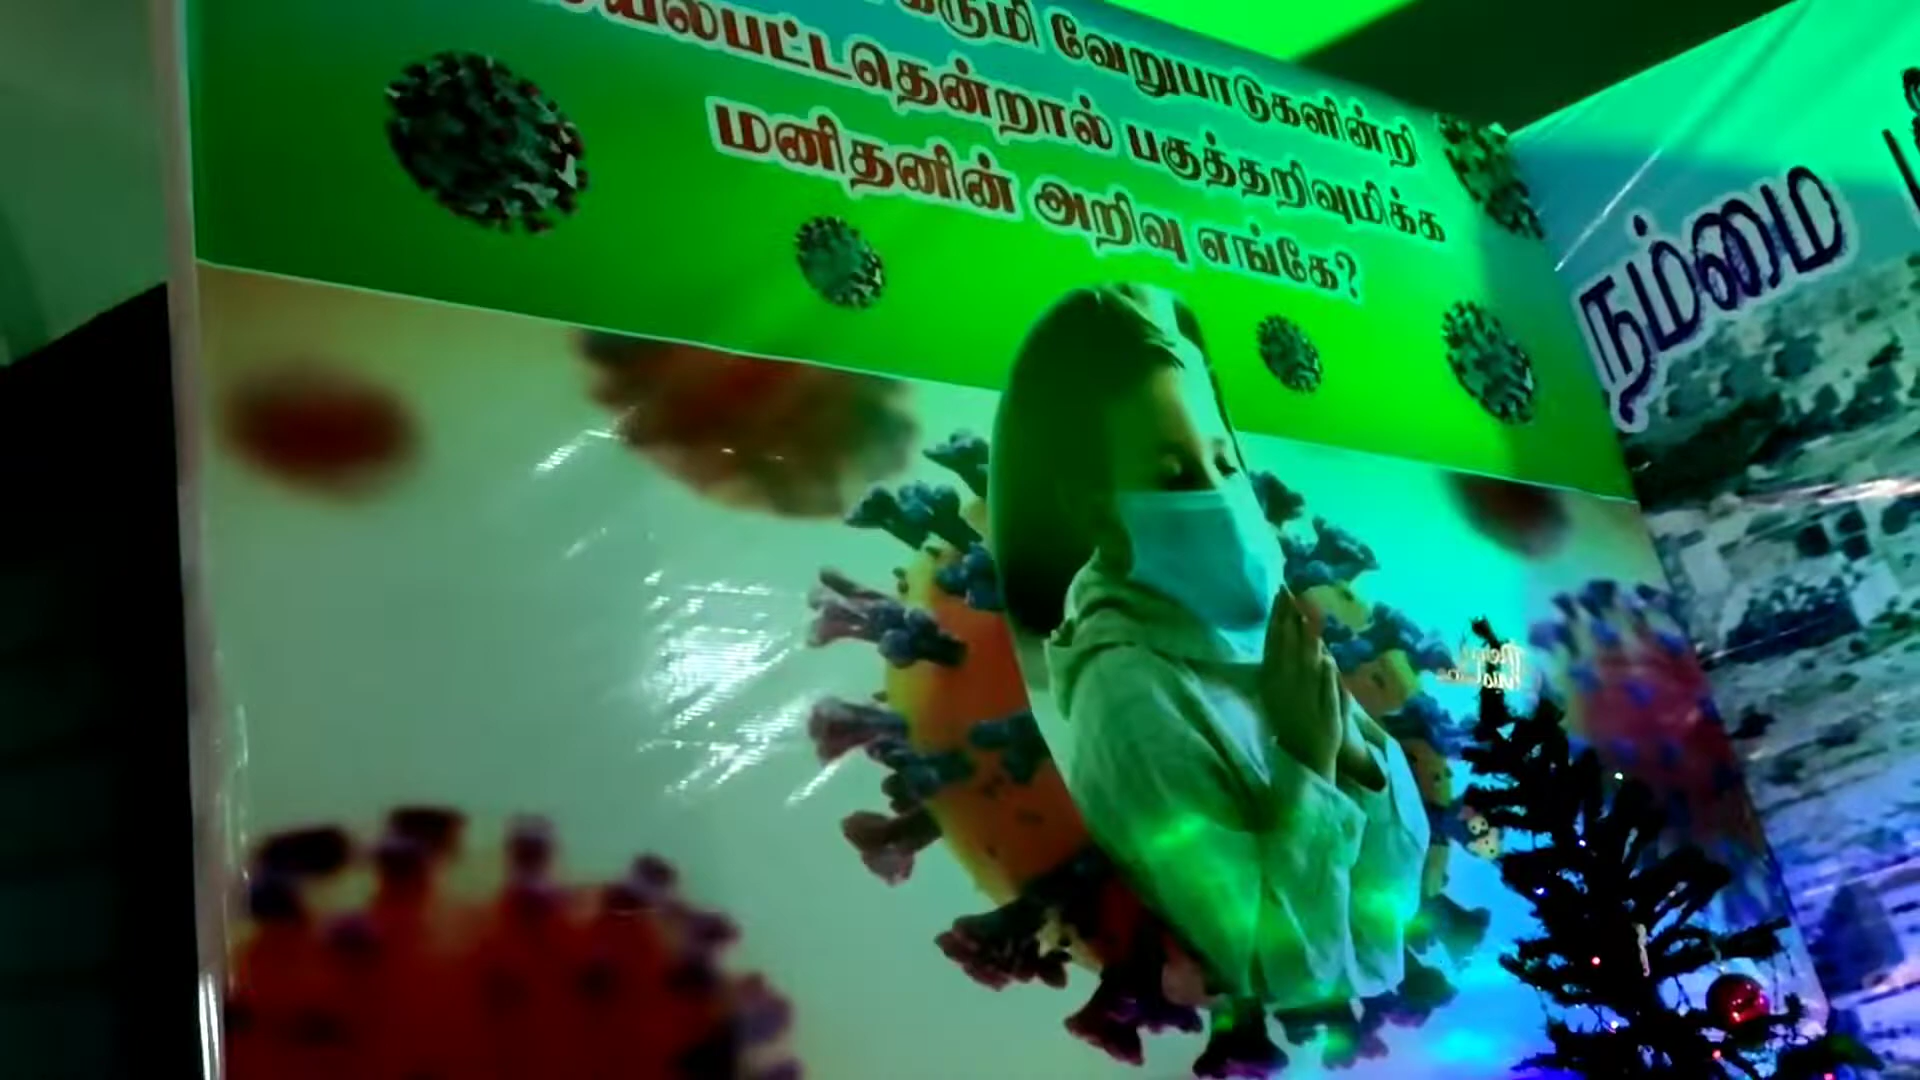 வேறுபாடுகளின்றி
செயல்பட்டதென்றால் பகுத்தறிவுமிக்க
மனிதனின் அறிவு எங்கே?
நம்மை